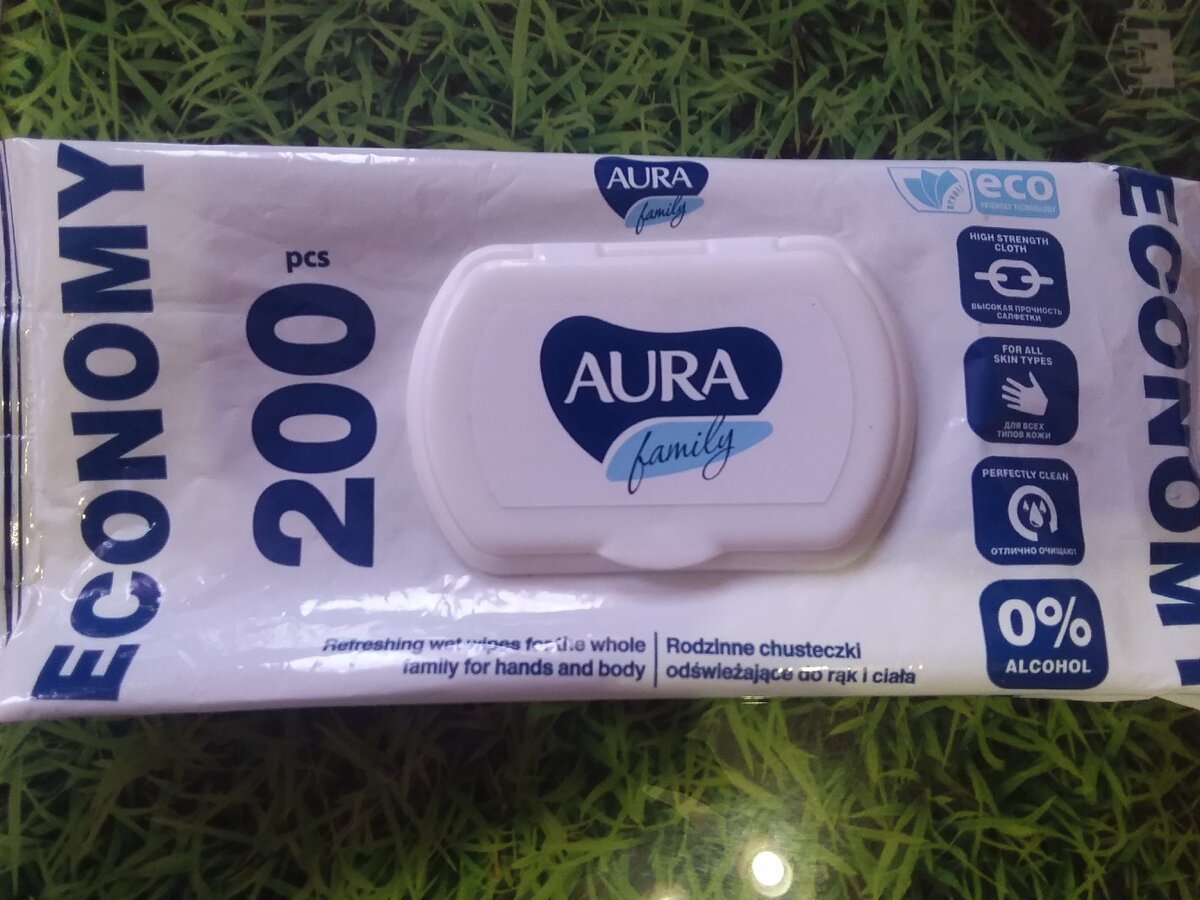 ECONOMY
pcs
200
AURA
family
AURA
family
Refreshing wet wipes for the whole
family for hands and body
Rodzinne chusteczki
odświeżające do rąk i ciała
eco
FRIENDLY TECHNOLOGY
HIGH STRENGTH
CLOTH
ВЫСОКАЯ ПРОЧНОСТЬ
САЛФЕТКИ
FOR ALL
SKIN TYPES
ДЛЯ ВСЕХ
ТИПОВ КОЖИ
PERFECTLY CLEAN
ОТЛИЧНО ОЧИЩАЮТ
0%
ALCOHOL
ECONOMY